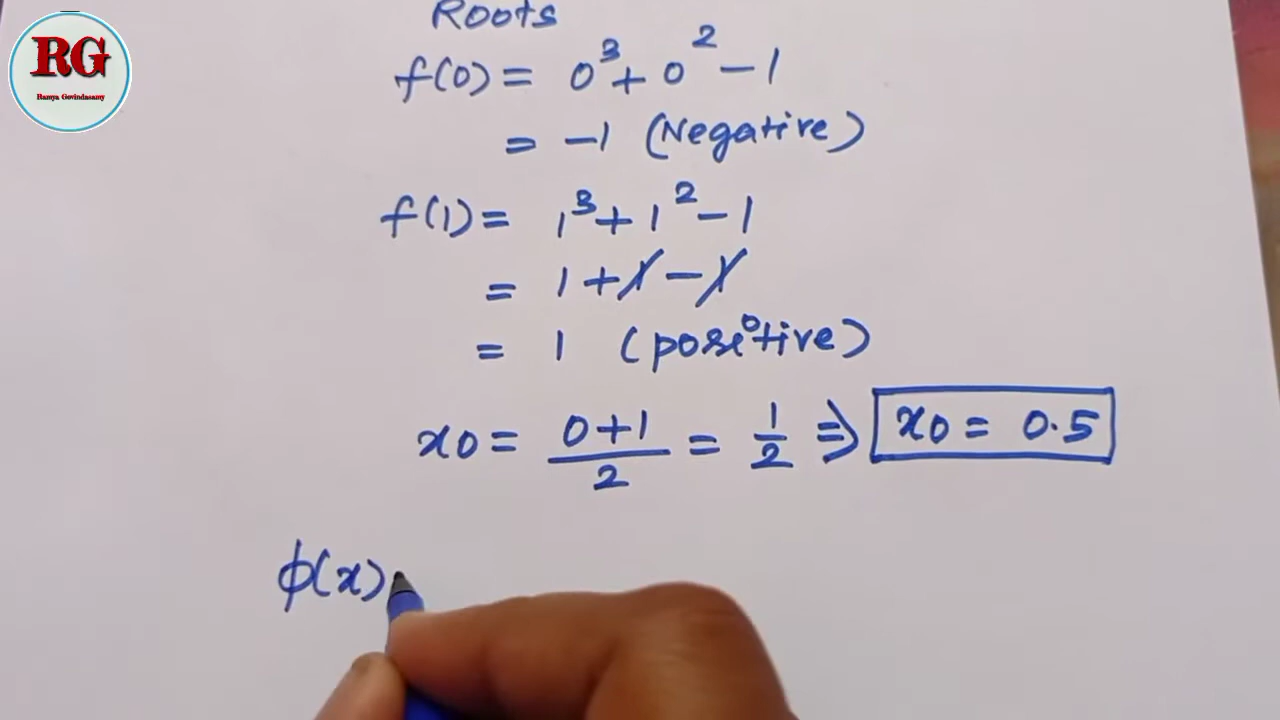 RG
Ramya Govindasamy
Roots
f(0) = 0³ + 0² - 1
= -1 (Negative)
f(1) = 1³ + 1² - 1
= 1 + 1 - 1
= 1 (positive)
x0 = 0+1/2 = 1/2 ⇒ x0 = 0.5
ϕ(x)